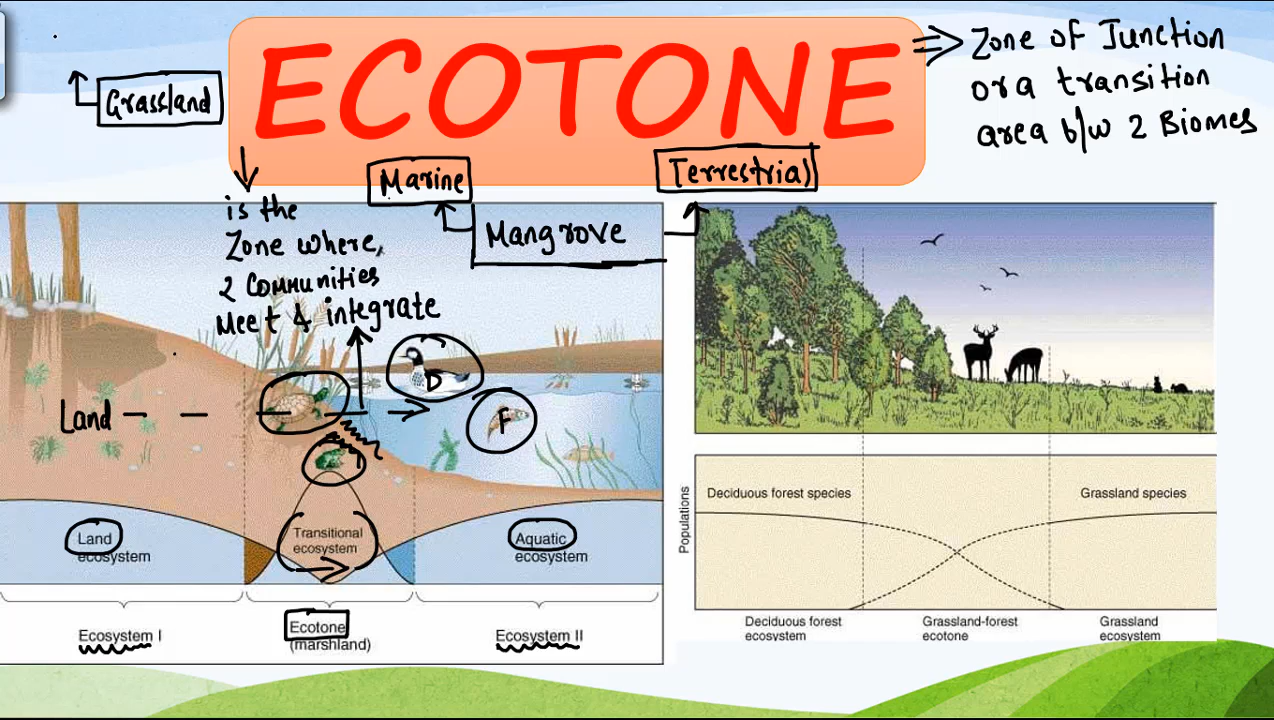 ECOTONE
Zone of Junction
or a transition
area b/w 2 Biomes
Grassland
Marine
Terrestrial
Mangrove
is the
Zone where,
2 communities
Meet & integrate
Land
D
F
Land
ecosystem
Transitional
ecosystem
Aquatic
ecosystem
Ecosystem I
Ecotone
(marshland)
Ecosystem II
Populations
Deciduous forest species
Grassland species
Deciduous forest
ecosystem
Grassland-forest
ecotone
Grassland
ecosystem